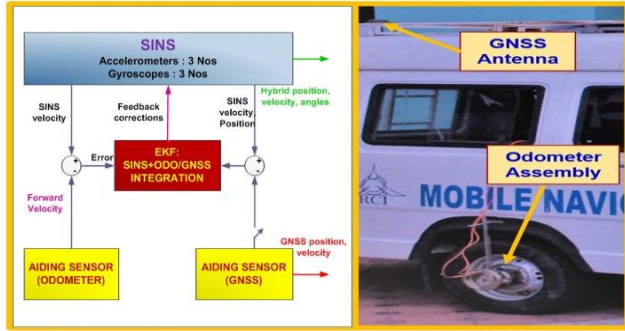 SINS
Accelerometers : 3 Nos
Gyroscopes : 3 Nos
SINS
velocity
Feedback
corrections
SINS
velocity,
Position
Hybrid position,
velocity, angles
+
-
Error
EKF:
SINS+ODO/GNSS
INTEGRATION
+
-
Forward
Velocity
GNSS position,
velocity
AIDING SENSOR
(ODOMETER)
AIDING SENSOR
(GNSS)
GNSS
Antenna
Odometer
Assembly
RCI
MOBILE NAVI